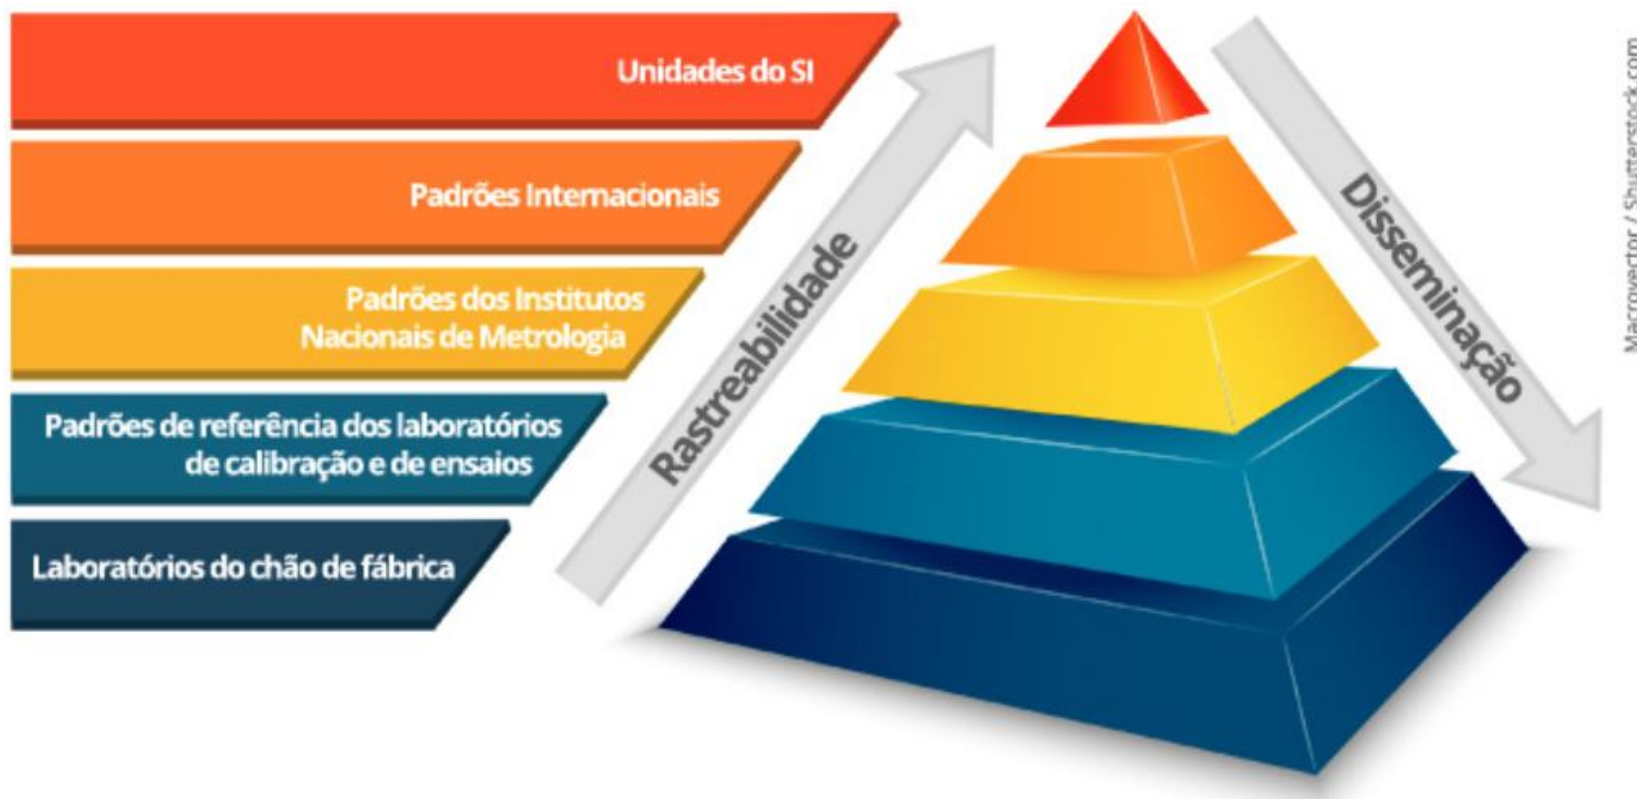 Unidades do SI
Padrões Internacionais
Padrões dos Institutos
Nacionais de Metrologia
Padrões de referência dos laboratórios
de calibração e de ensaios
Laboratórios do chão de fábrica
Rastreabilidade
Disseminação
Macrovector / Shutterstock.com